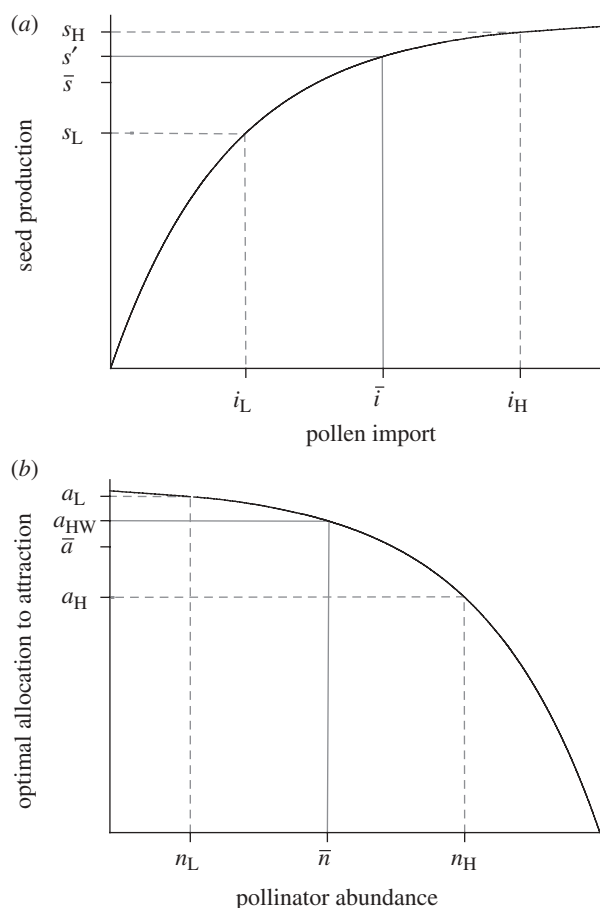 (a)
s_H
s′
s̄
s_L
seed production
i_L ī i_H
pollen import
(b)
a_L
a_HW
ā
a_H
optimal allocation to attraction
n_L n̄ n_H
pollinator abundance